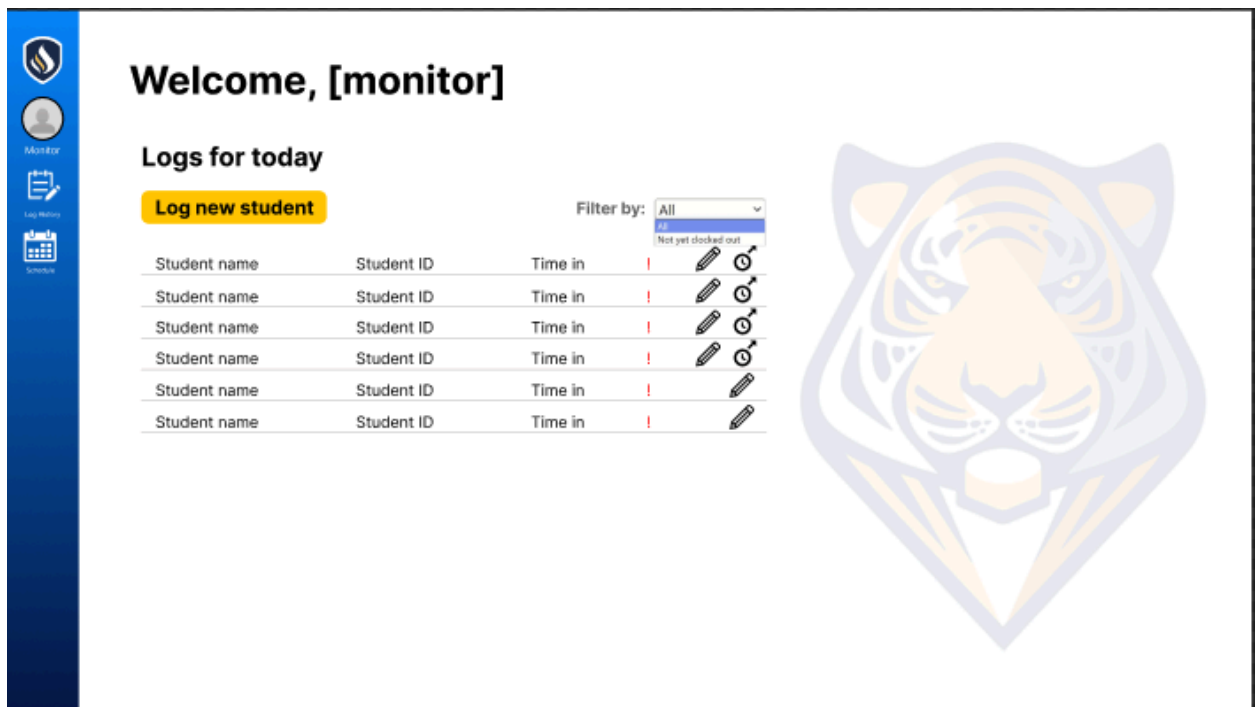 Welcome, [monitor]
Monitor
Logs for today
Log History
Log new student
Filter by: All
All
Not yet clocked out
Schedule
Student name Student ID Time in !
Student name Student ID Time in !
Student name Student ID Time in !
Student name Student ID Time in !
Student name Student ID Time in !
Student name Student ID Time in !